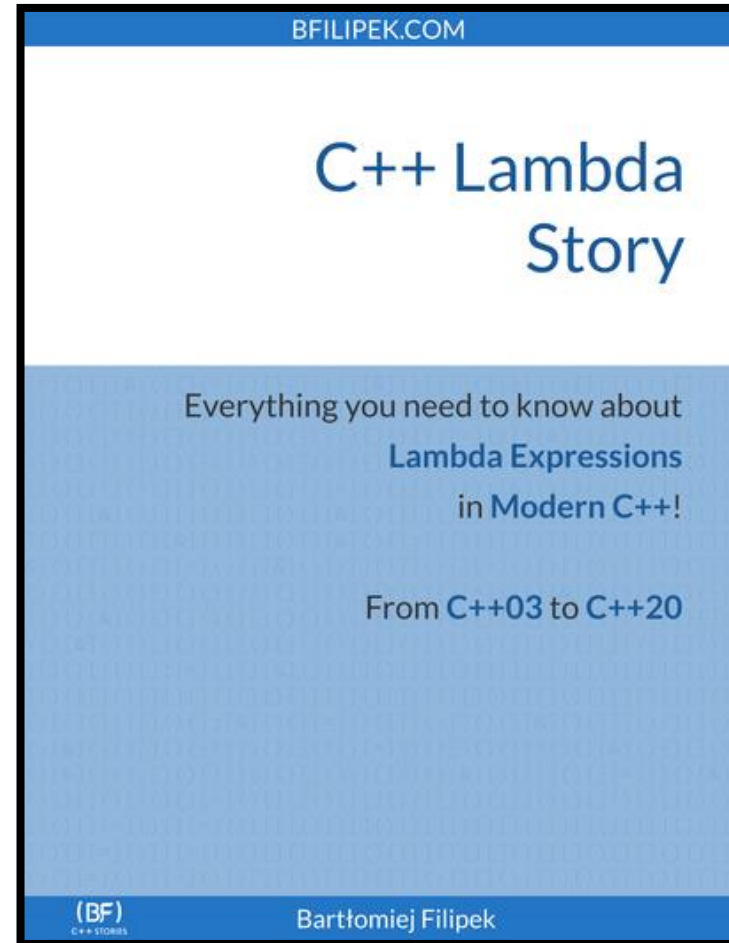 BFILIPEK.COM
C++ Lambda
Story
Everything you need to know about
Lambda Expressions
in Modern C++!
From C++03 to C++20
(BF)
C++ STORIES
Bartłomiej Filipek